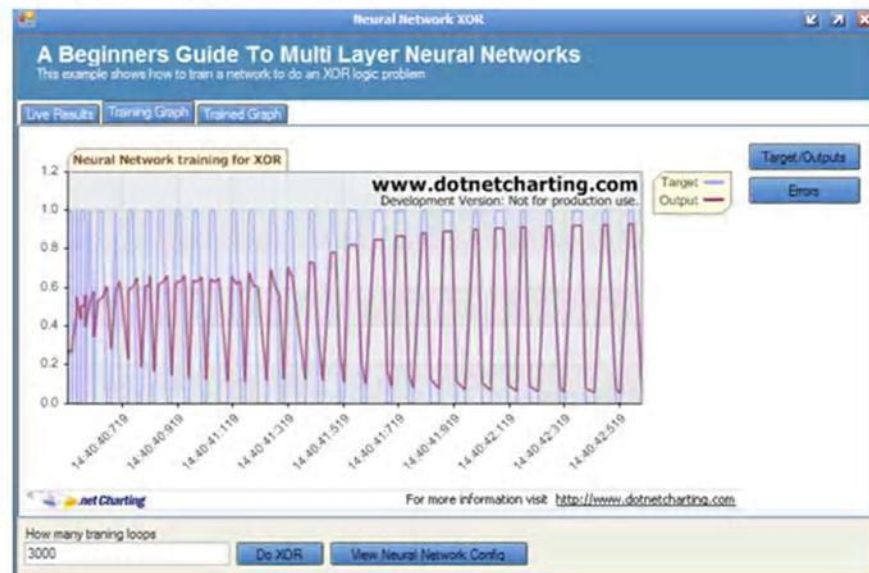 Neural Network XOR
A Beginners Guide To Multi Layer Neural Networks
This example shows how to train a network to do an XOR logic problem
Live Results
Training Graph
Trained Graph
Neural Network training for XOR
www.dotnetcharting.com
Development Version: Not for production use.
Target
Output
Target/Outputs
Errors
1.2
1.0
0.8
0.6
0.4
0.2
0.0
14:40:40:719
14:40:40:919
14:40:41:119
14:40:41:319
14:40:41:519
14:40:41:719
14:40:41:919
14:40:42:119
14:40:42:319
14:40:42:519
.net Charting
For more information visit http://www.dotnetcharting.com
How many traning loops
3000
Do XOR
View Neural Network Config